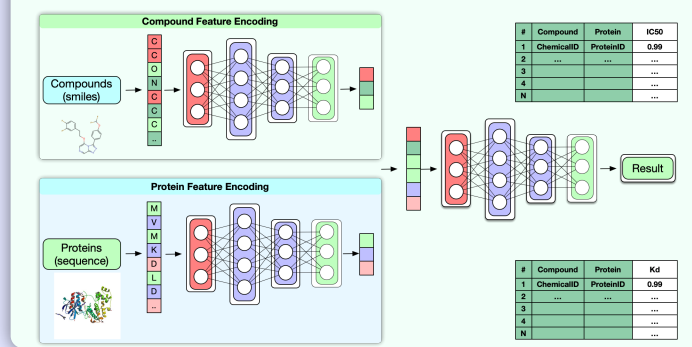 Compound Feature Encoding
Compounds
(smiles)
C
C
O
N
C
C
C
..
Protein Feature Encoding
Proteins
(sequence)
M
V
M
K
D
L
D
..
# Compound Protein IC50
1 ChemicalID ProteinID 0.99
2 ... ... ...
3 ...
4 ...
N ...
Result
# Compound Protein Kd
1 ChemicalID ProteinID 0.99
2 ... ... ...
3 ...
4 ...
N ...